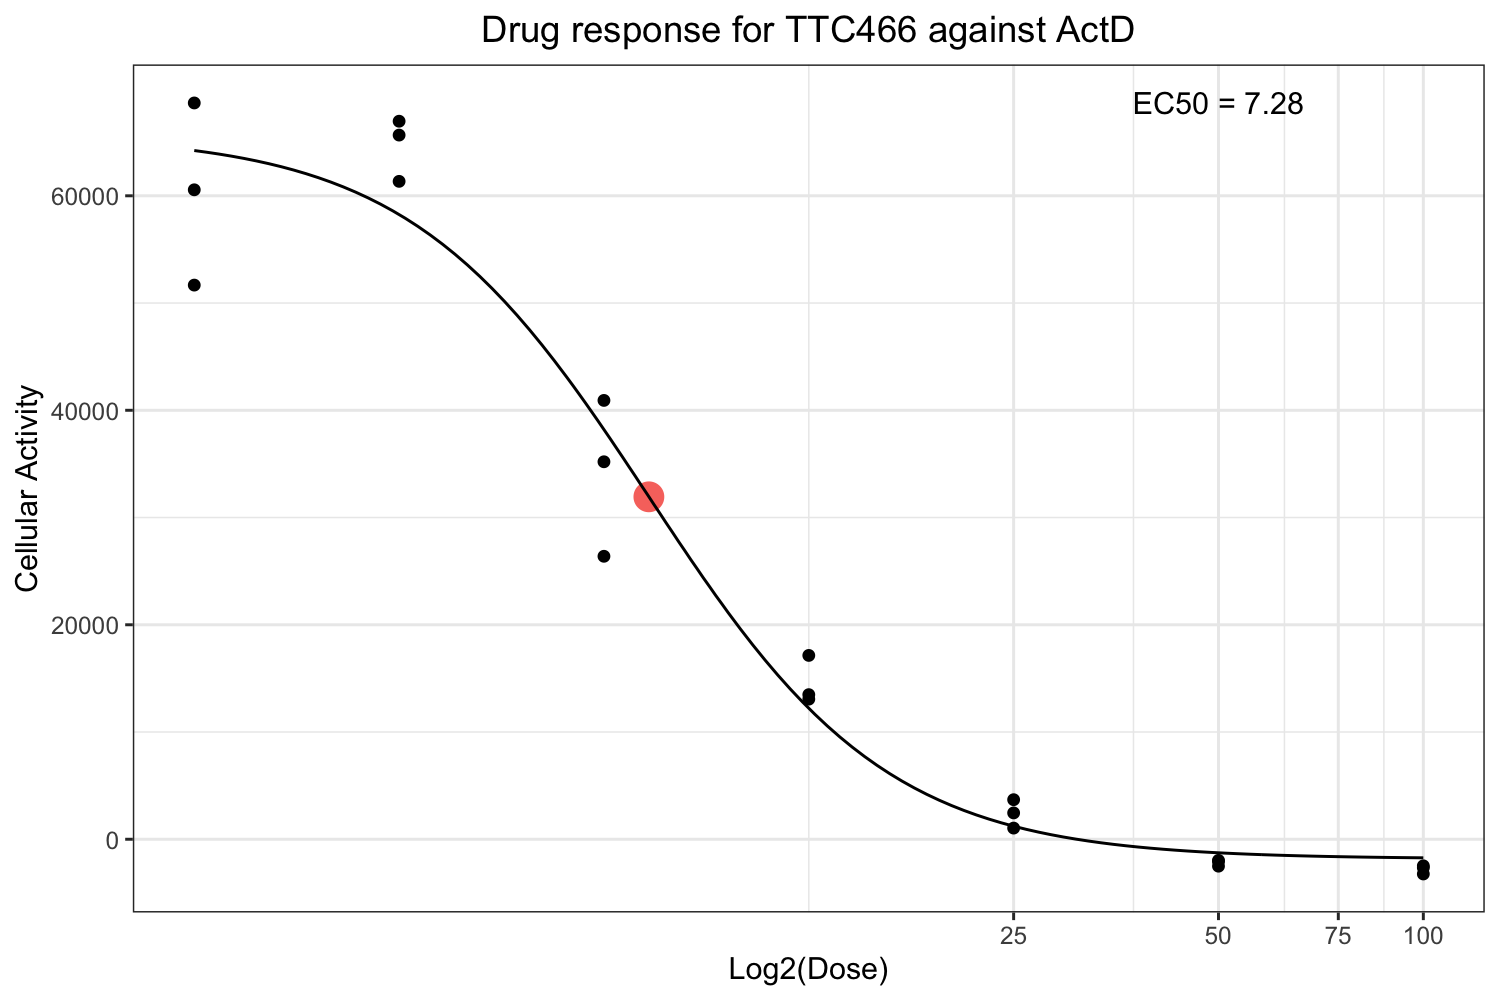 Drug response for TTC466 against ActD
EC50 = 7.28
Cellular Activity
60000
40000
20000
0
25 50 75 100
Log2(Dose)